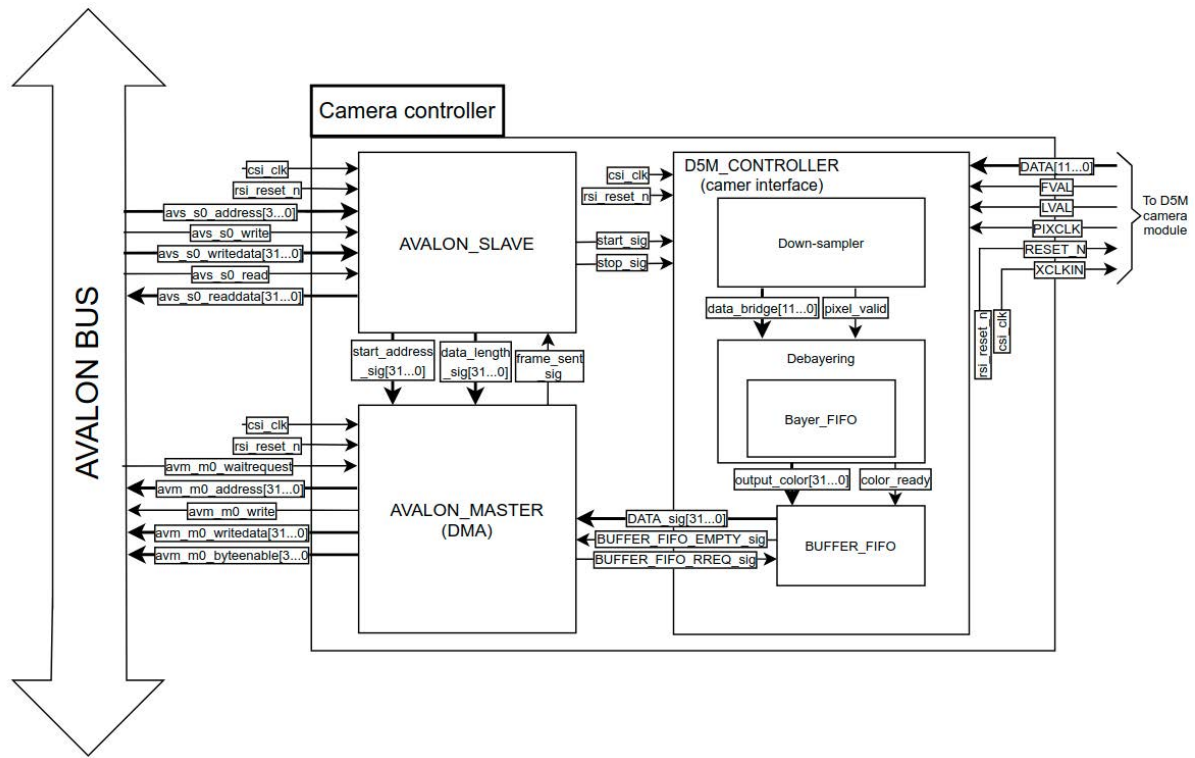 AVALON BUS
Camera controller
csi_clk
rsi_reset_n
avs_s0_address[3...0]
avs_s0_write
avs_s0_writedata[31...0]
avs_s0_read
avs_s0_readdata[31...0]
AVALON_SLAVE
csi_clk
rsi_reset_n
start_sig
stop_sig
start_address
_sig[31...0]
data_length
_sig[31...0]
frame_sent
_sig
csi_clk
rsi_reset_n
avm_m0_waitrequest
avm_m0_address[31...0]
avm_m0_write
avm_m0_writedata[31...0]
avm_m0_byteenable[3...0
AVALON_MASTER
(DMA)
D5M_CONTROLLER
(camer interface)
Down-sampler
data_bridge[11...0]
pixel_valid
Debayering
Bayer_FIFO
output_color[31...0]
color_ready
BUFFER_FIFO
DATA_sig[31...0]
BUFFER_FIFO_EMPTY_sig
BUFFER_FIFO_RREQ_sig
DATA[11...0]
FVAL
LVAL
PIXCLK
RESET_N
XCLKIN
rsi_reset_n
csi_clk
To D5M
camera
module